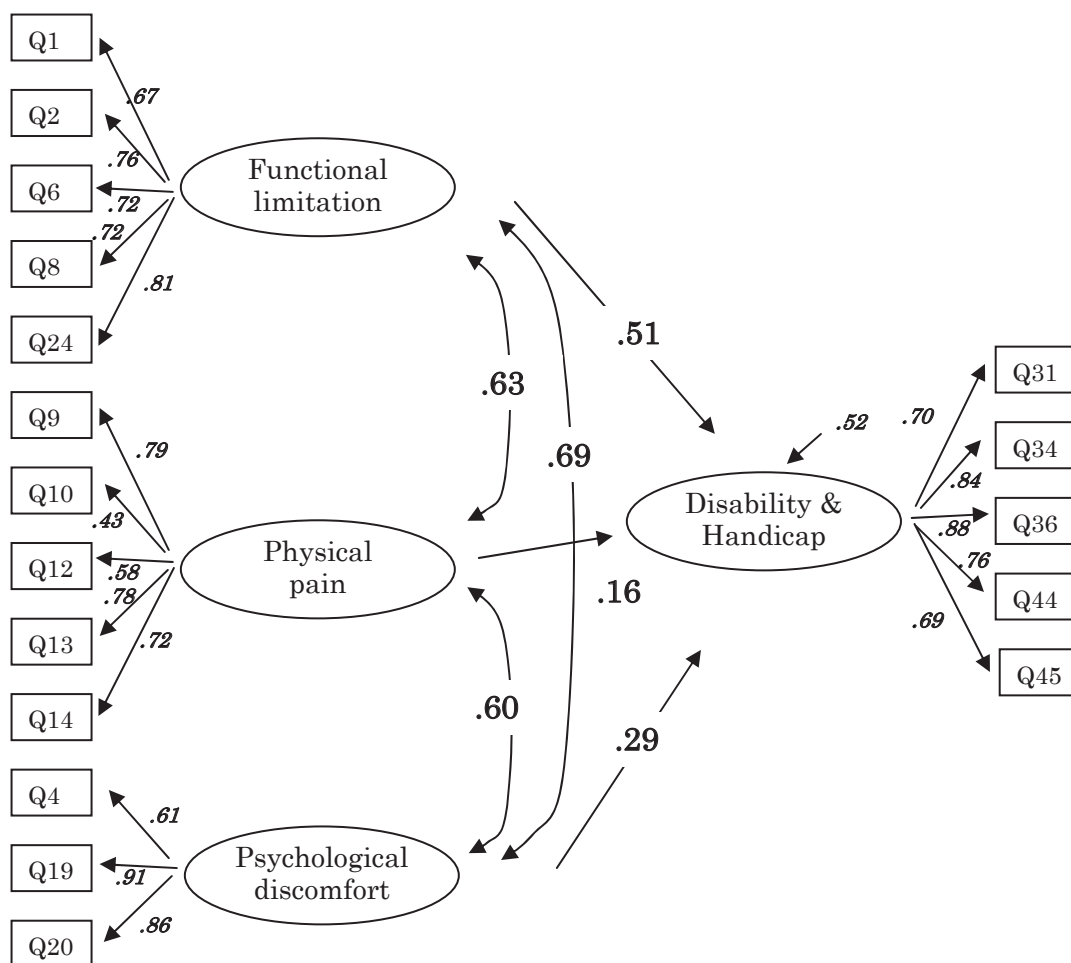 Q1
.67
Q2
.76
Q6
.72
.72
Q8
.81
Q24
Functional
limitation
.51
.63
Q9
.79
Q10
.43
Q12
.58
.78
Q13
.72
Q14
Physical
pain
.69
.16
.60
.29
Q4
.61
Q19
.91
Q20
.86
Psychological
discomfort
.52
Disability &
Handicap
.70
Q31
.84
Q34
.88
Q36
.76
Q44
.69
Q45